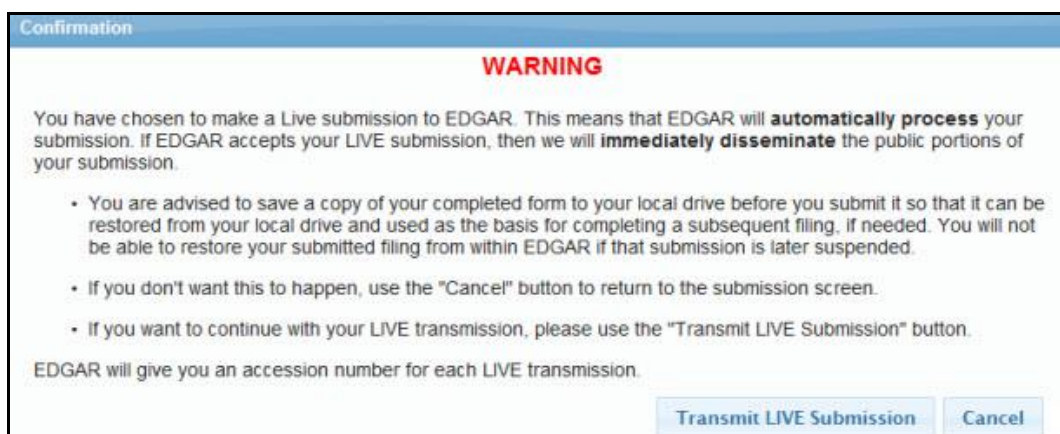 Confirmation
WARNING
You have chosen to make a Live submission to EDGAR. This means that EDGAR will automatically process your
submission. If EDGAR accepts your LIVE submission, then we will immediately disseminate the public portions of
your submission.
• You are advised to save a copy of your completed form to your local drive before you submit it so that it can be
restored from your local drive and used as the basis for completing a subsequent filing, if needed. You will not
be able to restore your submitted filing from within EDGAR if that submission is later suspended.
• If you don't want this to happen, use the "Cancel" button to return to the submission screen.
• If you want to continue with your LIVE transmission, please use the "Transmit LIVE Submission" button.
EDGAR will give you an accession number for each LIVE transmission.
Transmit LIVE Submission Cancel